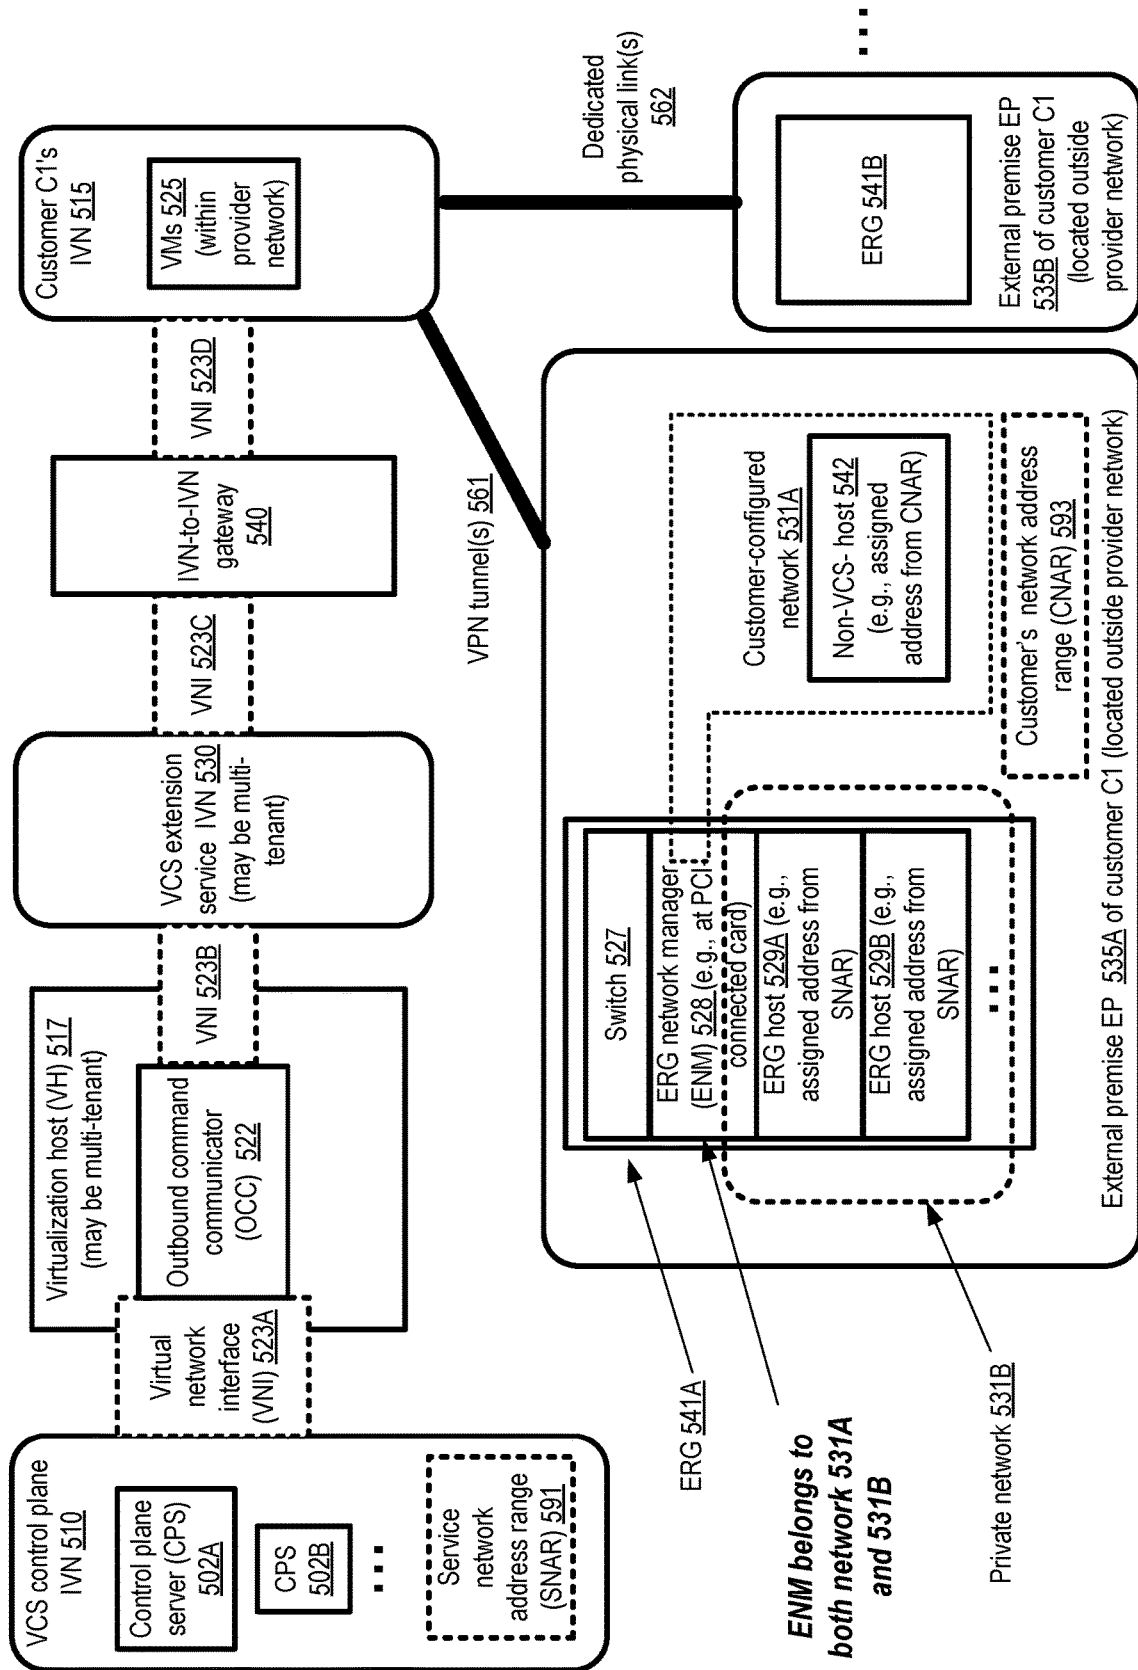 VCS control plane
IVN 510
Control plane
server (CPS)
502A
CPS
502B
Service
network
address range
(SNAR) 591
Virtual
network
interface
(VNI) 523A
Virtualization host (VH) 517
(may be multi-tenant)
Outbound command
communicator
(OCC) 522
VNI 523B
VCS extension
service IVN 530
(may be multi-
tenant)
VNI 523C
IVN-to-IVN
gateway
540
VNI 523D
Customer C1's
IVN 515
VMs 525
(within
provider
network)
VPN tunnel(s) 561
Dedicated
physical link(s)
562
ERG 541A
ENM belongs to
both network 531A
and 531B
Private network 531B
Switch 527
ERG network manager
(ENM) 528 (e.g., at PCI-
connected card)
ERG host 529A (e.g.,
assigned address from
SNAR)
ERG host 529B (e.g.,
assigned address from
SNAR)
Customer-configured
network 531A
Non-VCS- host 542
(e.g., assigned
address from CNAR)
Customer's network address
range (CNAR) 593
External premise EP 535A of customer C1 (located outside provider network)
ERG 541B
External premise EP
535B of customer C1
(located outside
provider network)